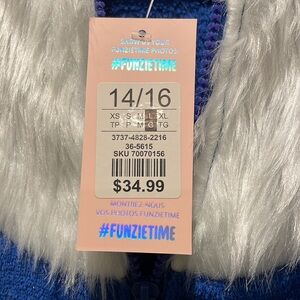 SHOW US YOUR
FUNZIETIME PHOTOS
#FUNZIETIME
14/16
XS S M L XL
TP P M G TG
3737-4828-2216
36-5615
SKU 70070156
$34.99
MONTREZ-NOUS
VOS PHOTOS FUNZIETIME
#FUNZIETIME